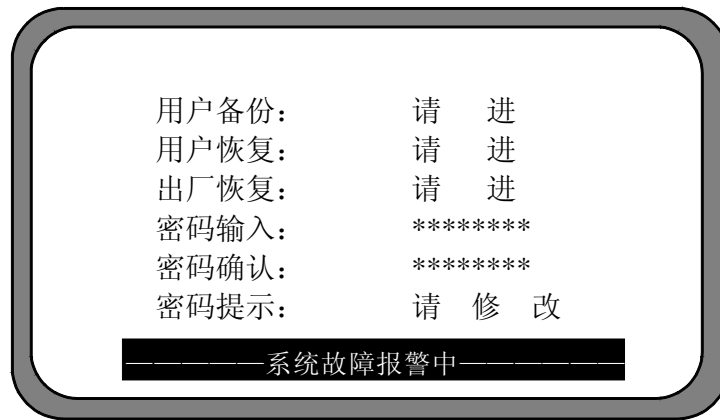 用户备份： 请 进
用户恢复： 请 进
出厂恢复： 请 进
密码输入： ********
密码确认： ********
密码提示： 请 修 改
—————系统故障报警中——————